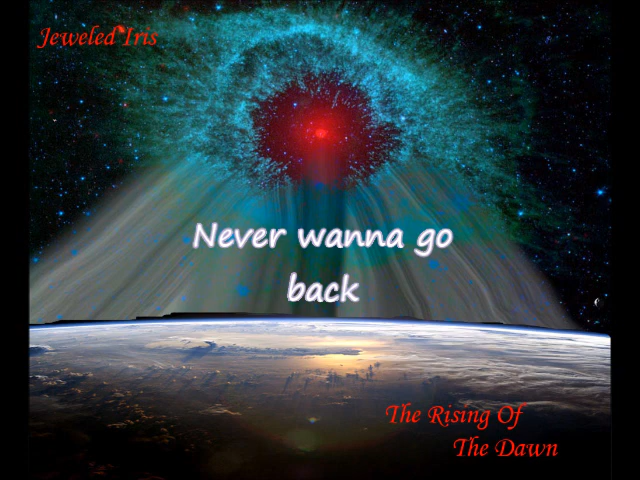 Jeweled Iris
Never wanna go
back
The Rising Of
The Dawn